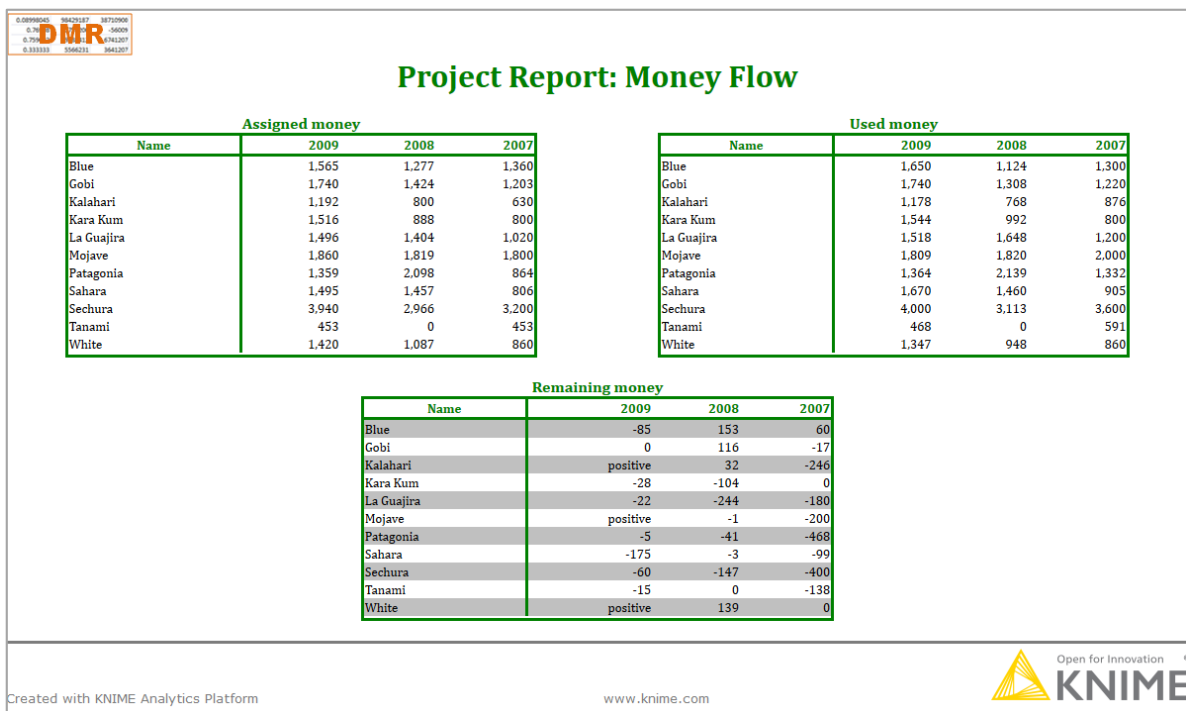 0.08998045 98429187 38710908
-56009
DMR
0.333333 5566231 3641207
Project Report: Money Flow
Assigned money
Name 2009 2008 2007
Blue 1,565 1,277 1,360
Gobi 1,740 1,424 1,203
Kalahari 1,192 800 630
Kara Kum 1,516 888 800
La Guajira 1,496 1,404 1,020
Mojave 1,860 1,819 1,800
Patagonia 1,359 2,098 864
Sahara 1,495 1,457 806
Sechura 3,940 2,966 3,200
Tanami 453 0 453
White 1,420 1,087 860
Used money
Name 2009 2008 2007
Blue 1,650 1,124 1,300
Gobi 1,740 1,308 1,220
Kalahari 1,178 768 876
Kara Kum 1,544 992 800
La Guajira 1,518 1,648 1,200
Mojave 1,809 1,820 2,000
Patagonia 1,364 2,139 1,332
Sahara 1,670 1,460 905
Sechura 4,000 3,113 3,600
Tanami 468 0 591
White 1,347 948 860
Remaining money
Name 2009 2008 2007
Blue -85 153 60
Gobi 0 116 -17
Kalahari positive 32 -246
Kara Kum -28 -104 0
La Guajira -22 -244 -180
Mojave positive -1 -200
Patagonia -5 -41 -468
Sahara -175 -3 -99
Sechura -60 -147 -400
Tanami -15 0 -138
White positive 139 0
Created with KNIME Analytics Platform
www.knime.com
Open for Innovation
KNIME